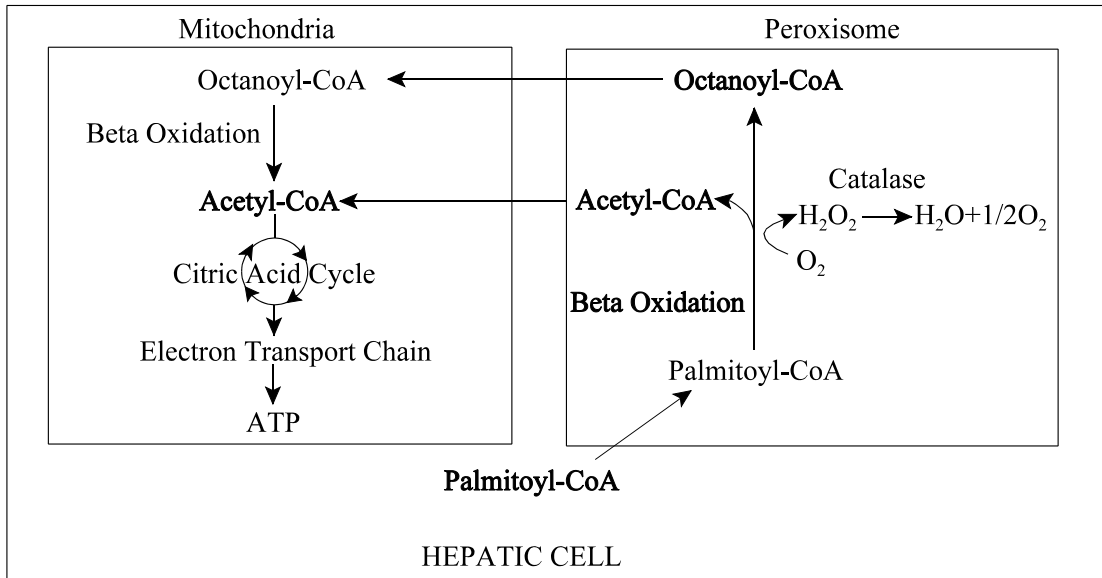 Mitochondria
Peroxisome
Octanoyl-CoA
Octanoyl-CoA
Beta Oxidation
Catalase
Acetyl-CoA
Acetyl-CoA
H₂O₂
H₂O+1/2O₂
O₂
Citric Acid Cycle
Beta Oxidation
Electron Transport Chain
Palmitoyl-CoA
ATP
Palmitoyl-CoA
HEPATIC CELL